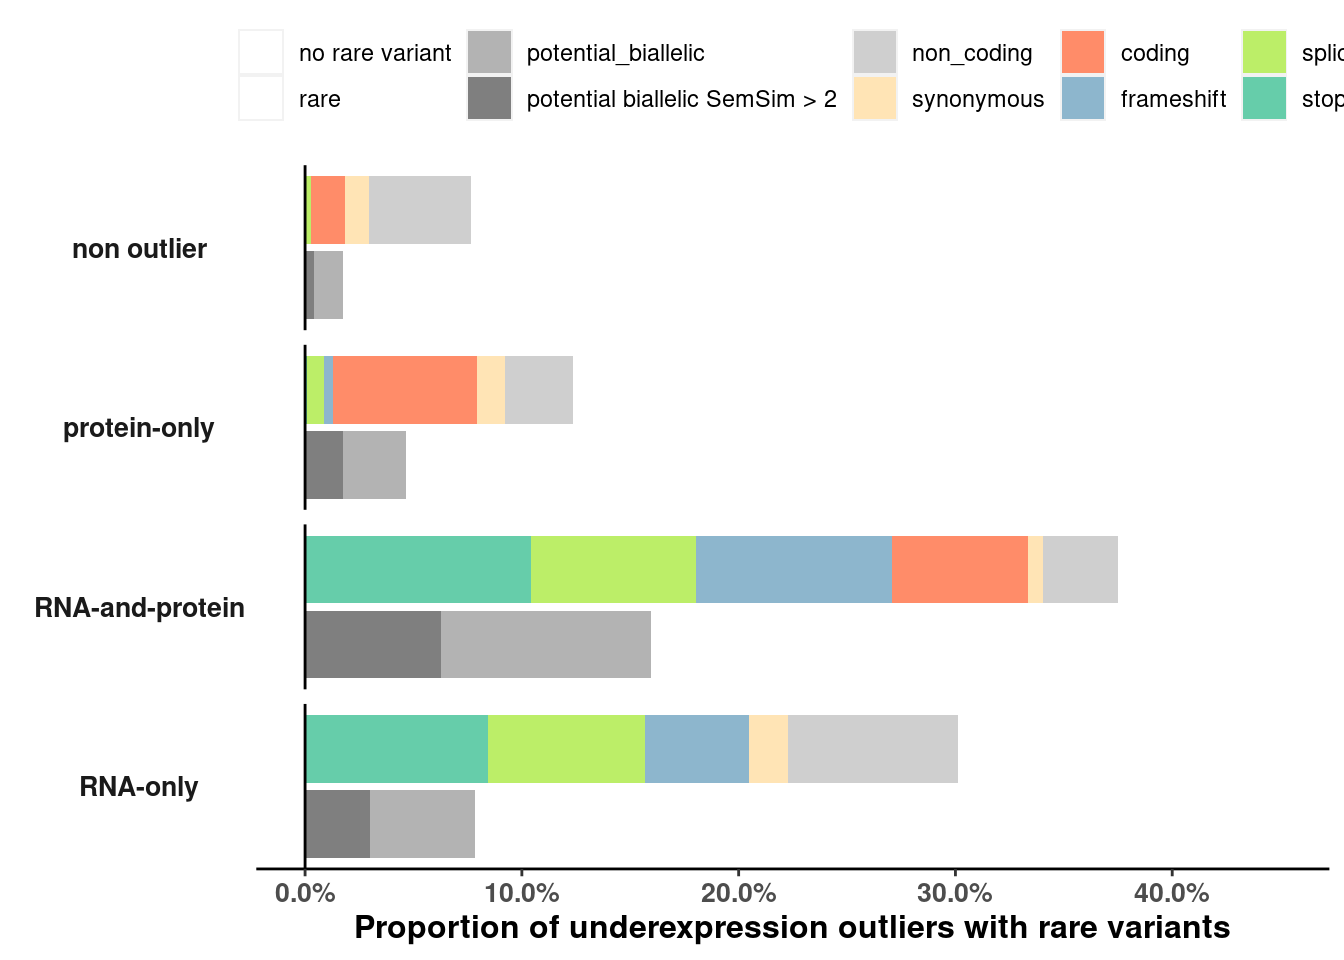 no rare variant potential_biallelic non_coding coding splic
rare potential biallelic SemSim > 2 synonymous frameshift stop
non outlier
protein-only
RNA-and-protein
RNA-only
0.0% 10.0% 20.0% 30.0% 40.0%
Proportion of underexpression outliers with rare variants